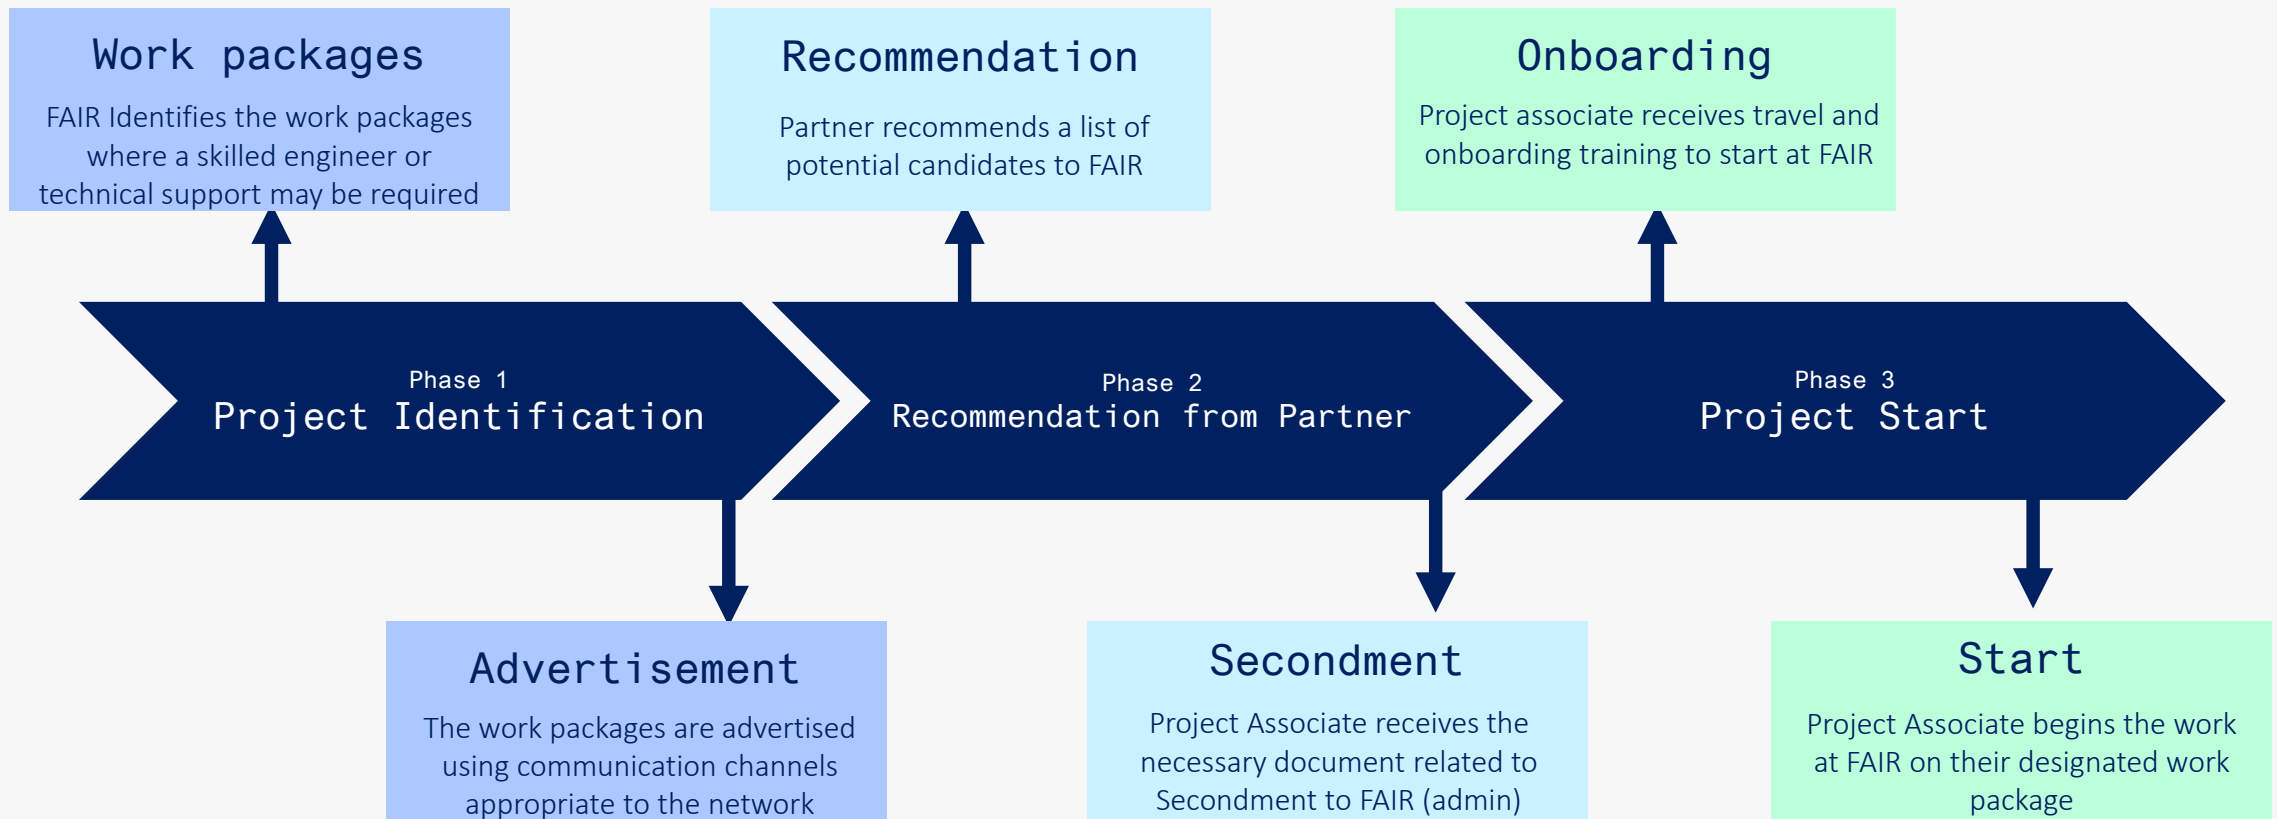 Work packages
FAIR Identifies the work packages
where a skilled engineer or
technical support may be required
Recommendation
Partner recommends a list of
potential candidates to FAIR
Onboarding
Project associate receives travel and
onboarding training to start at FAIR
Phase 1
Project Identification
Phase 2
Recommendation from Partner
Phase 3
Project Start
Advertisement
The work packages are advertised
using communication channels
appropriate to the network
Secondment
Project Associate receives the
necessary document related to
Secondment to FAIR (admin)
Start
Project Associate begins the work
at FAIR on their designated work
package